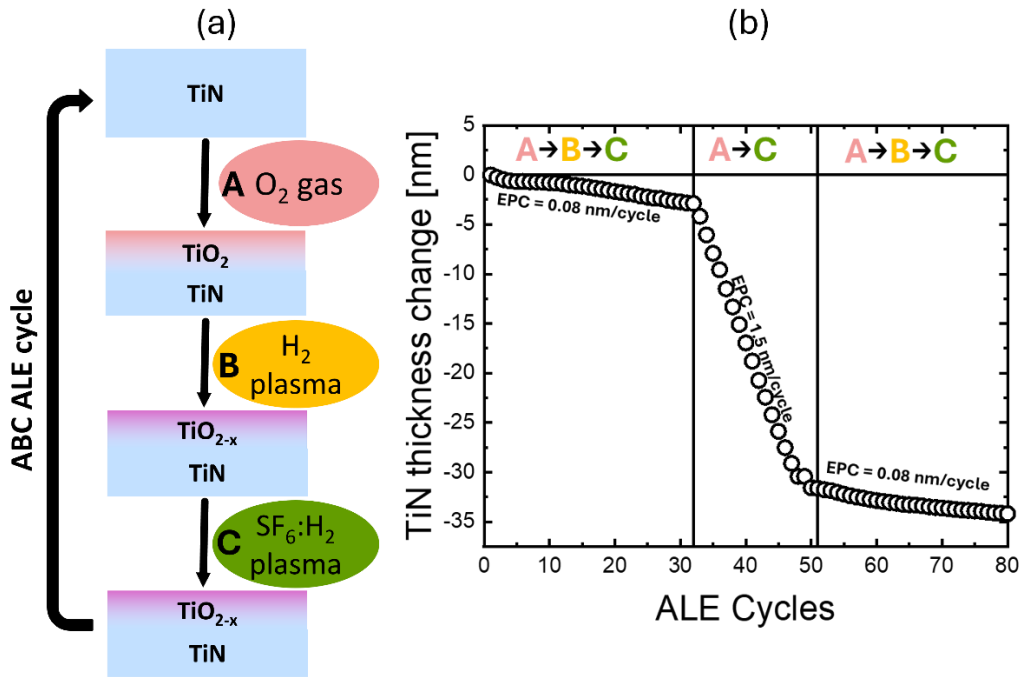 (a)
TiN
A O₂ gas
TiO₂
TiN
B H₂
plasma
TiO₂₋ₓ
TiN
C SF₆:H₂
plasma
TiO₂₋ₓ
TiN
ABC ALE cycle
(b)
A→B→C
A→C
A→B→C
EPC = 0.08 nm/cycle
EPC = 1.5 nm/cycle
EPC = 0.08 nm/cycle
TiN thickness change [nm]
5
0
-5
-10
-15
-20
-25
-30
-35
0 10 20 30 40 50 60 70 80
ALE Cycles